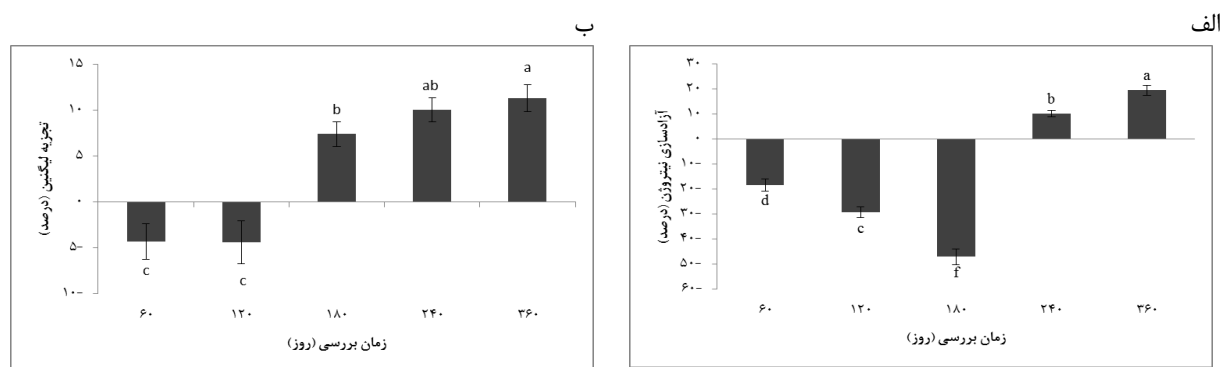 الف
آزادسازی نیتروژن (درصد)
۳۰
۲۰
۱۰
۰
۱۰-
۲۰-
۳۰-
۴۰-
۵۰-
۶۰-
d
c
f
b
a
۶۰ ۱۲۰ ۱۸۰ ۲۴۰ ۳۶۰
زمان بررسی (روز)
ب
تجزیه لیگنین (درصد)
۱۵
۱۰
۵
۰
۵-
۱۰-
c
c
b
ab
a
۶۰ ۱۲۰ ۱۸۰ ۲۴۰ ۳۶۰
زمان بررسی (روز)